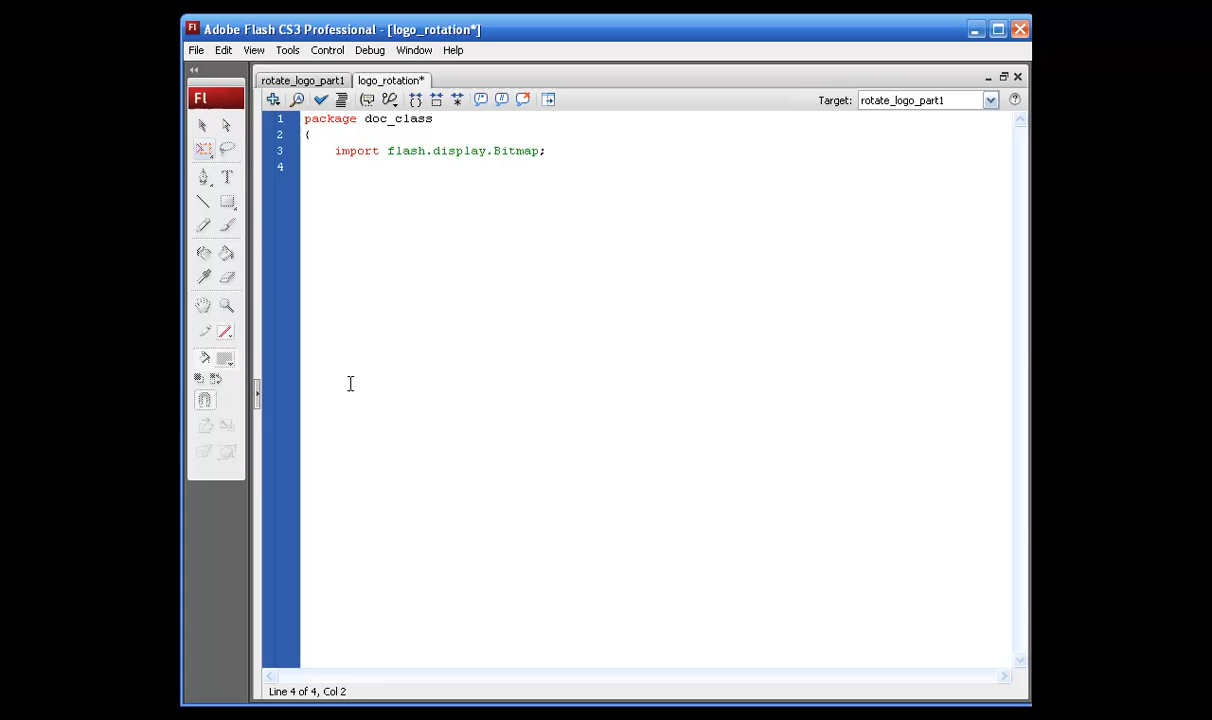 Fl Adobe Flash CS3 Professional - [logo_rotation*]
File Edit View Tools Control Debug Window Help
rotate_logo_part1 logo_rotation*
Fl
Target: rotate_logo_part1
1 package doc_class
2 {
3 import flash.display.Bitmap;
4
Line 4 of 4, Col 2